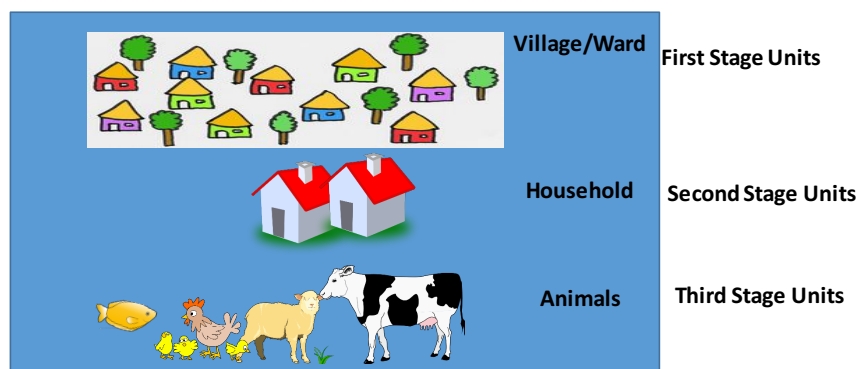 Village/Ward First Stage Units
Household Second Stage Units
Animals Third Stage Units